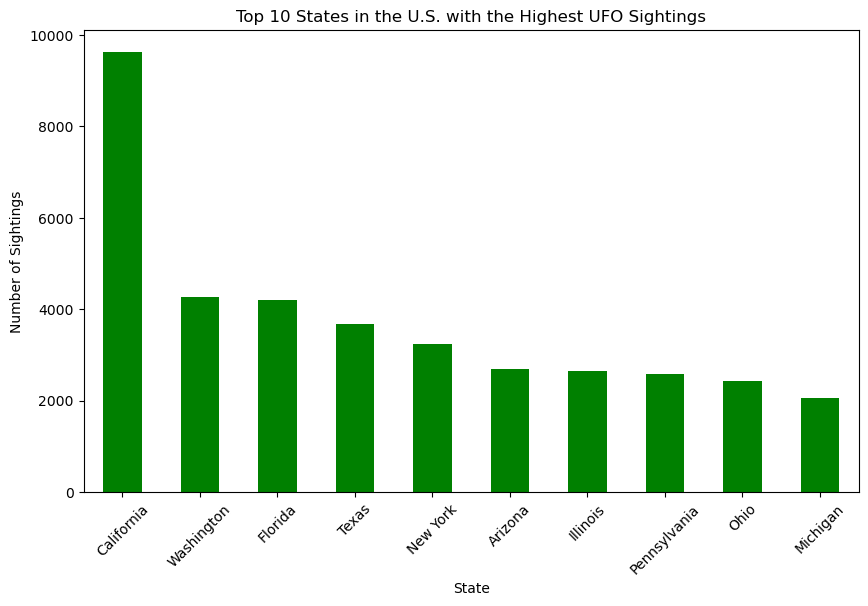 Top 10 States in the U.S. with the Highest UFO Sightings
Number of Sightings
10000
8000
6000
4000
2000
0
California
Washington
Florida
Texas
New York
Arizona
Illinois
Pennsylvania
Ohio
Michigan
State